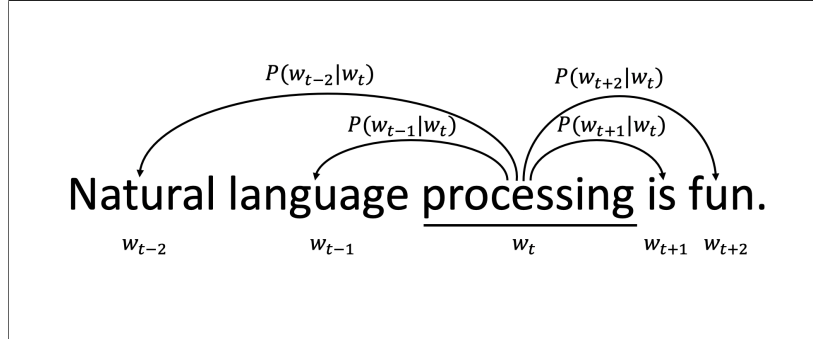 P(w_{t−2}|w_t) P(w_{t+2}|w_t)
P(w_{t−1}|w_t) P(w_{t+1}|w_t)
Natural language processing is fun.
w_{t−2} w_{t−1} w_t w_{t+1} w_{t+2}